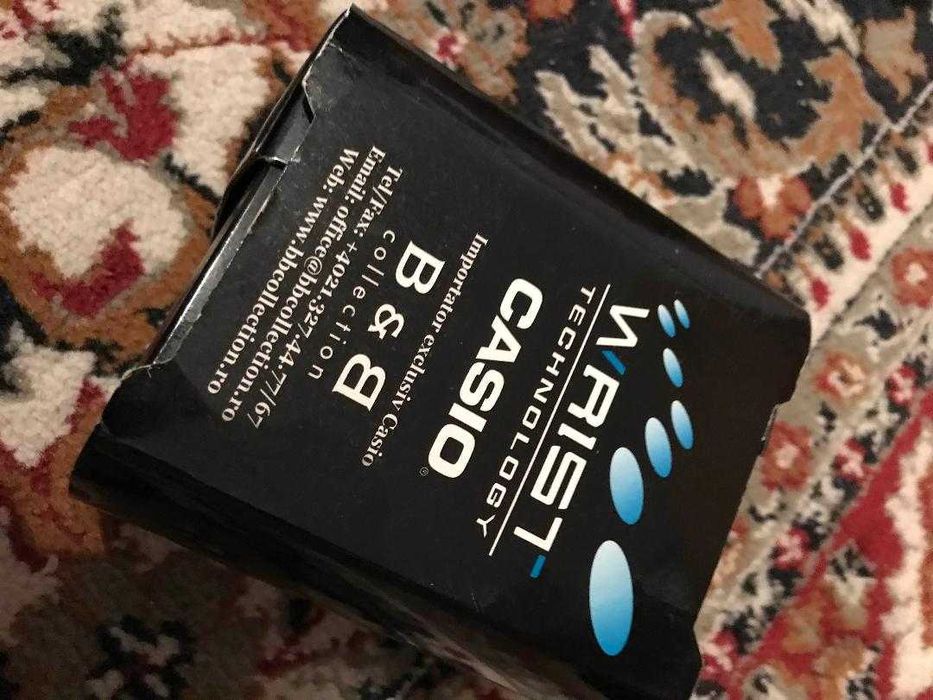 WRIST
TECHNOLOGY
CASIO®
Importator exclusiv Casio
B & B
collection
Tel/Fax: +4021.327.44.77/67
Email: office@bbcollection.ro
Web: www.bbcollection.ro